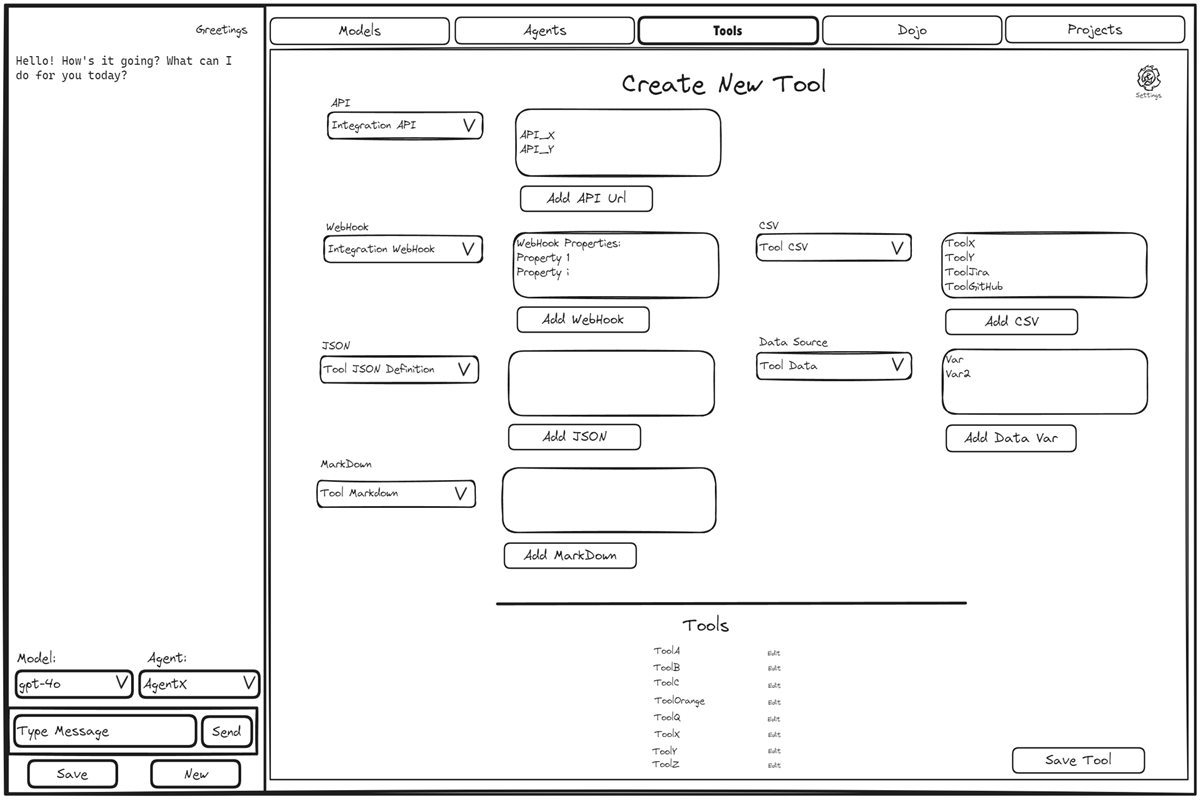 Greetings
Hello! How's it going? What can I
do for you today?
Model:
Agent:
gpt-4o
AgentX
Type Message
Send
Save
New
Models
Agents
Tools
Dojo
Projects
Create New Tool
Settings
API
Integration API
API_X
API_Y
Add API Url
WebHook
Integration WebHook
WebHook Properties:
Property 1
Property i
Add WebHook
CSV
Tool CSV
ToolX
ToolY
ToolJira
ToolGitHub
Add CSV
JSON
Tool JSON Definition
Add JSON
Data Source
Tool Data
Var
Var2
Add Data Var
MarkDown
Tool Markdown
Add MarkDown
Tools
ToolA Edit
ToolB Edit
ToolC Edit
ToolOrange Edit
ToolQ Edit
ToolX Edit
ToolY Edit
ToolZ Edit
Save Tool